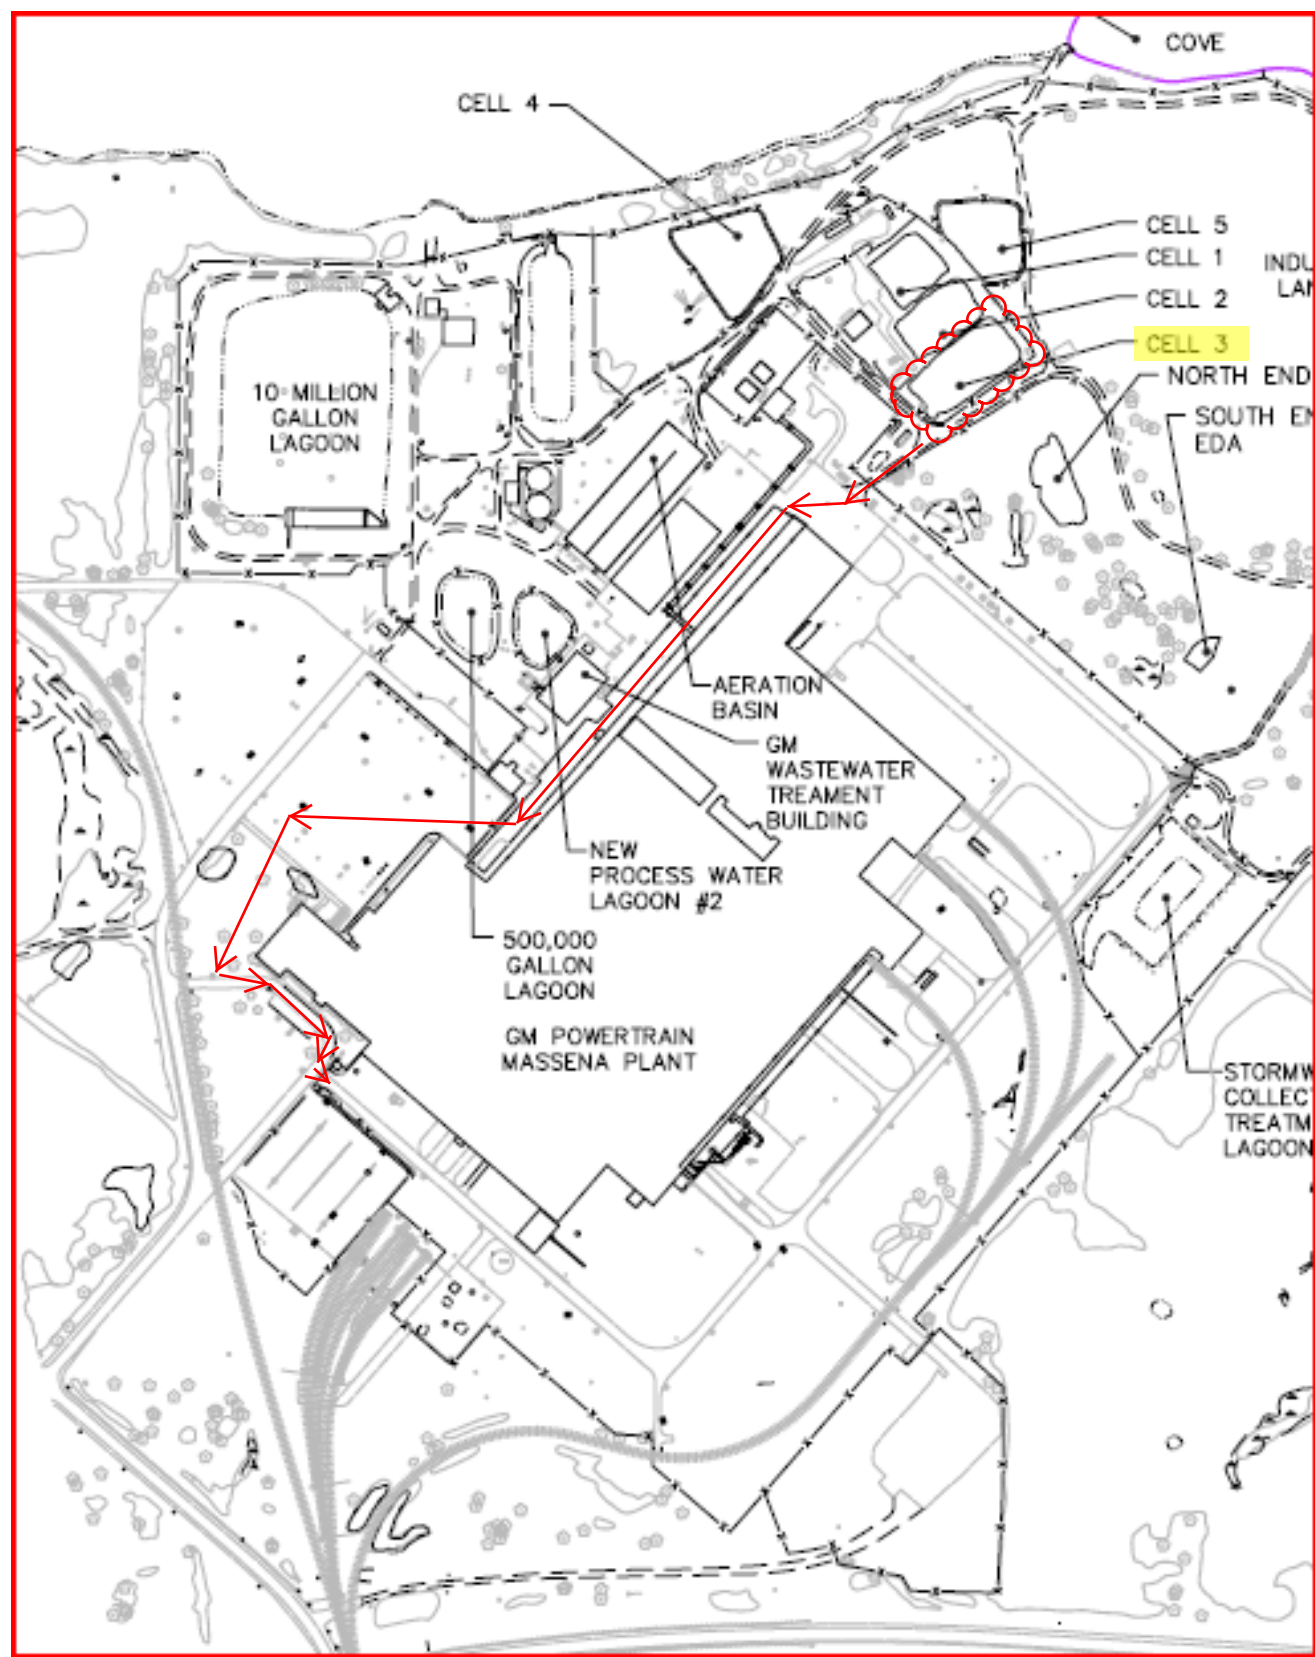 COVE
CELL 4
CELL 5
CELL 1
INDU
LAN
CELL 2
CELL 3
NORTH END
SOUTH EN
EDA
10-MILLION
GALLON
LAGOON
AERATION
BASIN
GM
WASTEWATER
TREAMENT
BUILDING
NEW
PROCESS WATER
LAGOON #2
500,000
GALLON
LAGOON
GM POWERTRAIN
MASSENA PLANT
STORMW
COLLEC
TREATM
LAGOON